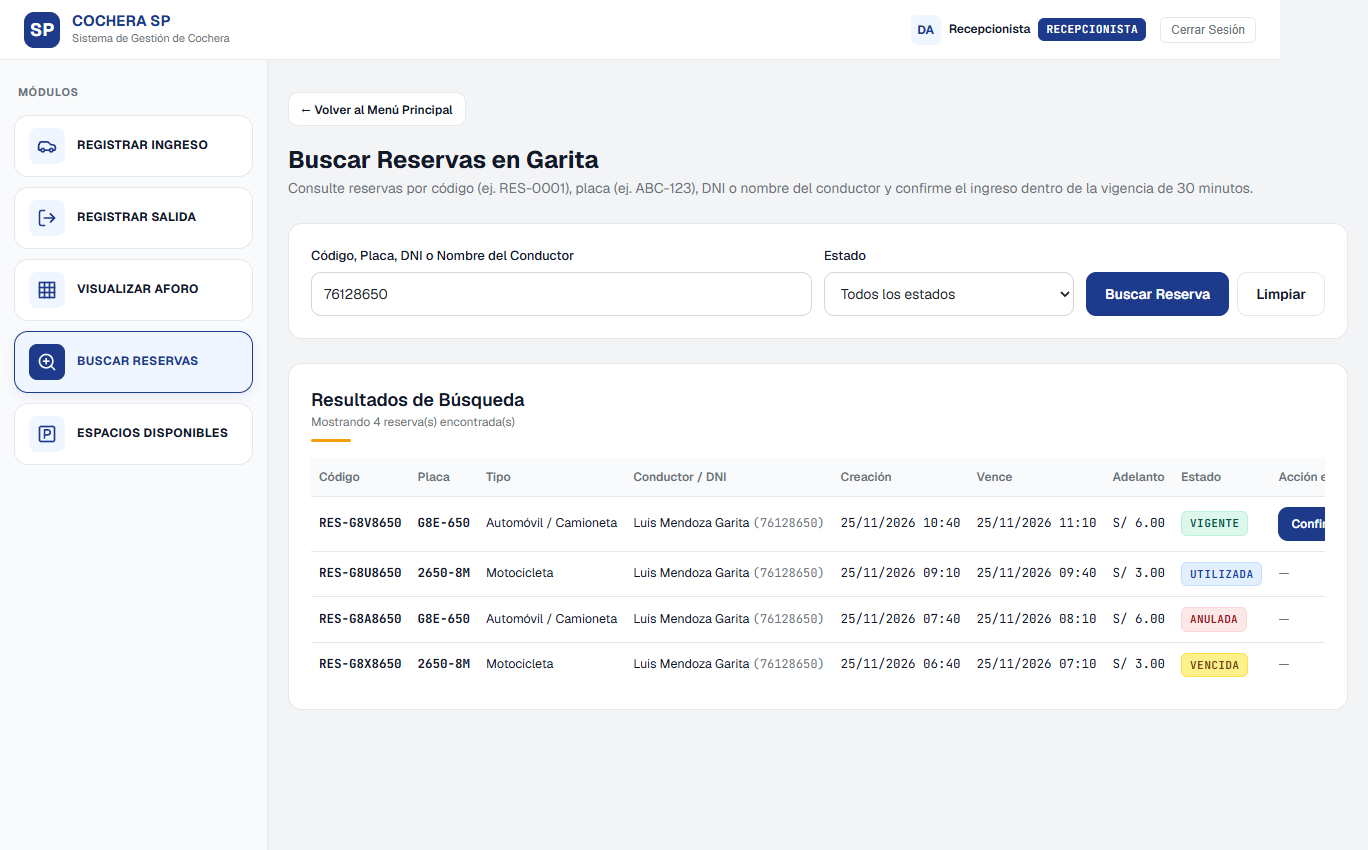 SP
COCHERA SP
Sistema de Gestión de Cochera
DA Recepcionista RECEPCIONISTA Cerrar Sesión
MÓDULOS
REGISTRAR INGRESO
REGISTRAR SALIDA
VISUALIZAR AFORO
BUSCAR RESERVAS
ESPACIOS DISPONIBLES
← Volver al Menú Principal
Buscar Reservas en Garita
Consulte reservas por código (ej. RES-0001), placa (ej. ABC-123), DNI o nombre del conductor y confirme el ingreso dentro de la vigencia de 30 minutos.
Código, Placa, DNI o Nombre del Conductor Estado
76128650 Todos los estados Buscar Reserva Limpiar
Resultados de Búsqueda
Mostrando 4 reserva(s) encontrada(s)
Código Placa Tipo Conductor / DNI Creación Vence Adelanto Estado Acción e
RES-G8V8650 G8E-650 Automóvil / Camioneta Luis Mendoza Garita (76128650) 25/11/2026 10:40 25/11/2026 11:10 S/ 6.00 VIGENTE Confir
RES-G8U8650 2650-8M Motocicleta Luis Mendoza Garita (76128650) 25/11/2026 09:10 25/11/2026 09:40 S/ 3.00 UTILIZADA —
RES-G8A8650 G8E-650 Automóvil / Camioneta Luis Mendoza Garita (76128650) 25/11/2026 07:40 25/11/2026 08:10 S/ 6.00 ANULADA —
RES-G8X8650 2650-8M Motocicleta Luis Mendoza Garita (76128650) 25/11/2026 06:40 25/11/2026 07:10 S/ 3.00 VENCIDA —